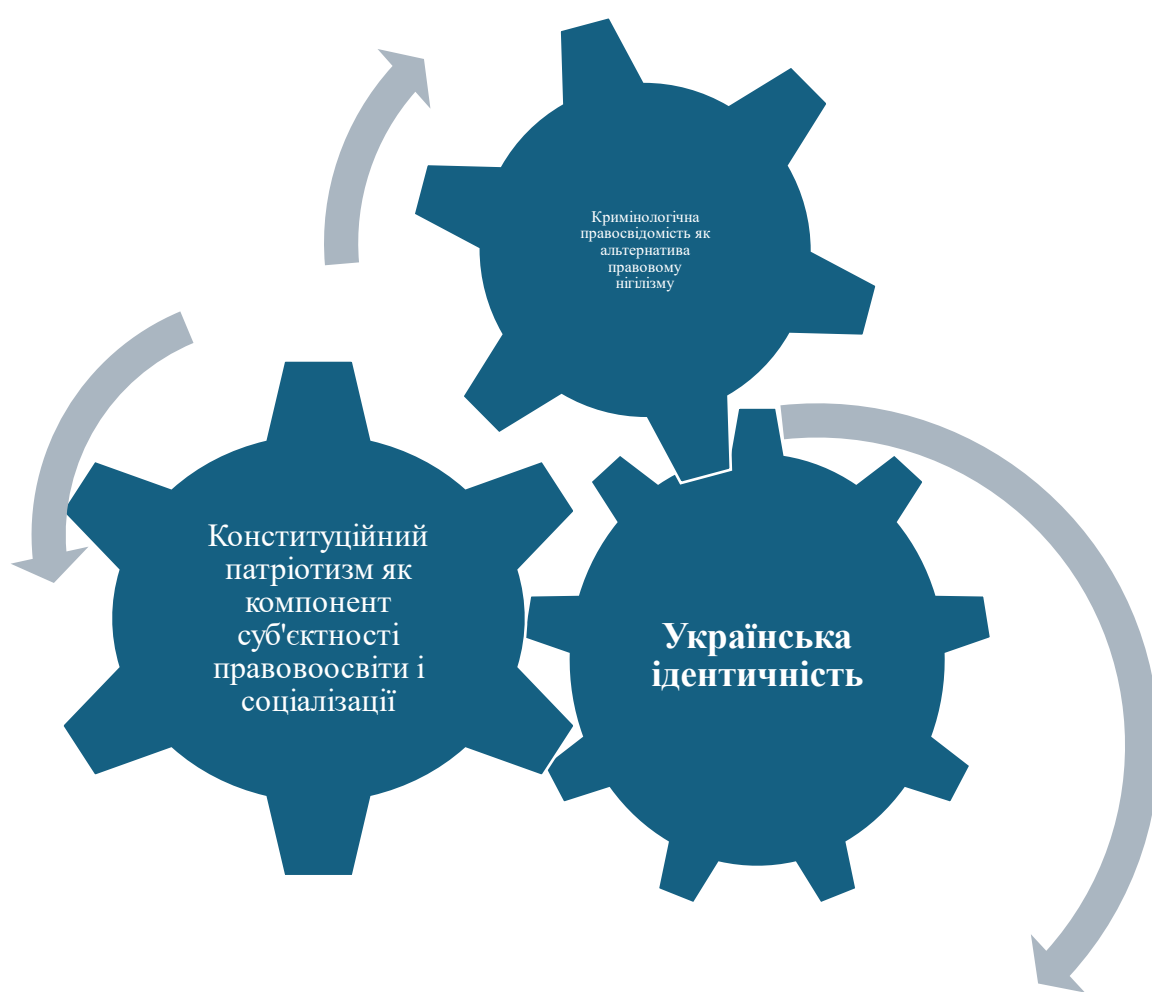 Кримінологічна
правосвідомість як
альтернатива
правовому
нігілізму
Конституційний
патріотизм як
компонент
суб'єктності
правовоосвіти і
соціалізації
Українська
ідентичність